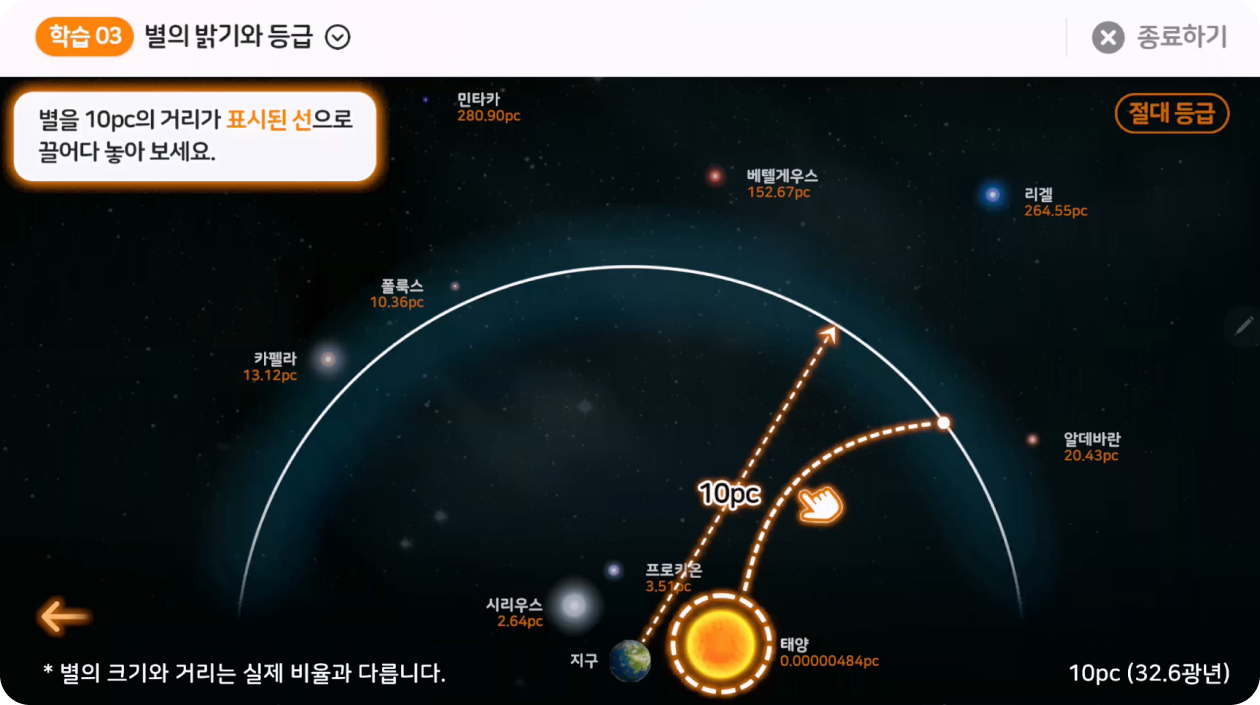 학습 03 별의 밝기와 등급
종료하기
별을 10pc의 거리가 표시된 선으로
끌어다 놓아 보세요.
절대 등급
민타카
280.90pc
베텔게우스
152.67pc
리겔
264.55pc
폴룩스
10.36pc
카펠라
13.12pc
알데바란
20.43pc
10pc
프로키온
3.51pc
시리우스
2.64pc
지구
태양
0.00000484pc
* 별의 크기와 거리는 실제 비율과 다릅니다.
10pc (32.6광년)